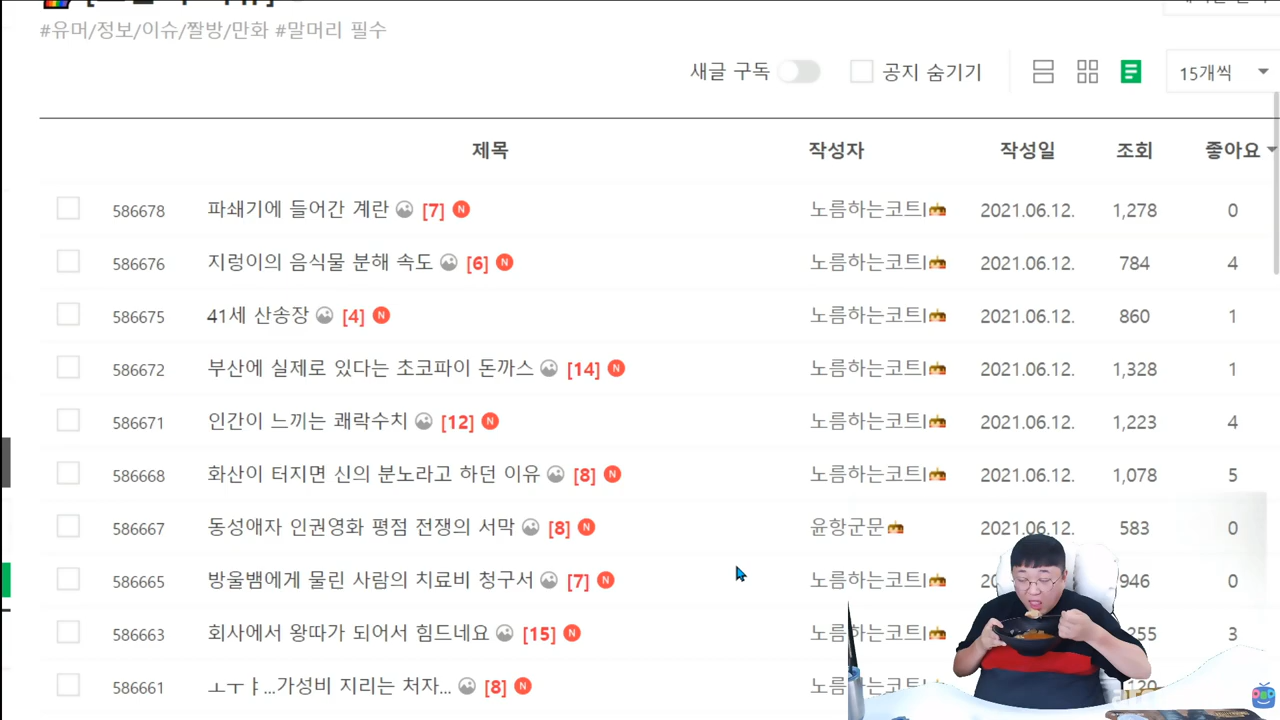 #유머/정보/이슈/짤방/만화 #말머리 필수
새글 구독 공지 숨기기 15개씩
제목 작성자 작성일 조회 좋아요
586678 파쇄기에 들어간 계란 [7] N 노름하는코트| 2021.06.12. 1,278 0
586676 지렁이의 음식물 분해 속도 [6] N 노름하는코트| 2021.06.12. 784 4
586675 41세 산송장 [4] N 노름하는코트| 2021.06.12. 860 1
586672 부산에 실제로 있다는 초코파이 돈까스 [14] N 노름하는코트| 2021.06.12. 1,328 1
586671 인간이 느끼는 쾌락수치 [12] N 노름하는코트| 2021.06.12. 1,223 4
586668 화산이 터지면 신의 분노라고 하던 이유 [8] N 노름하는코트| 2021.06.12. 1,078 5
586667 동성애자 인권영화 평점 전쟁의 서막 [8] N 윤항군문 2021.06.12. 583 0
586665 방울뱀에게 물린 사람의 치료비 청구서 [7] N 노름하는코트| 946 0
586663 회사에서 왕따가 되어서 힘드네요 [15] N 노름하는코트| 255 3
586661 ㅗㅜㅑ...가성비 지리는 처자... [8] N 노름하는코트|